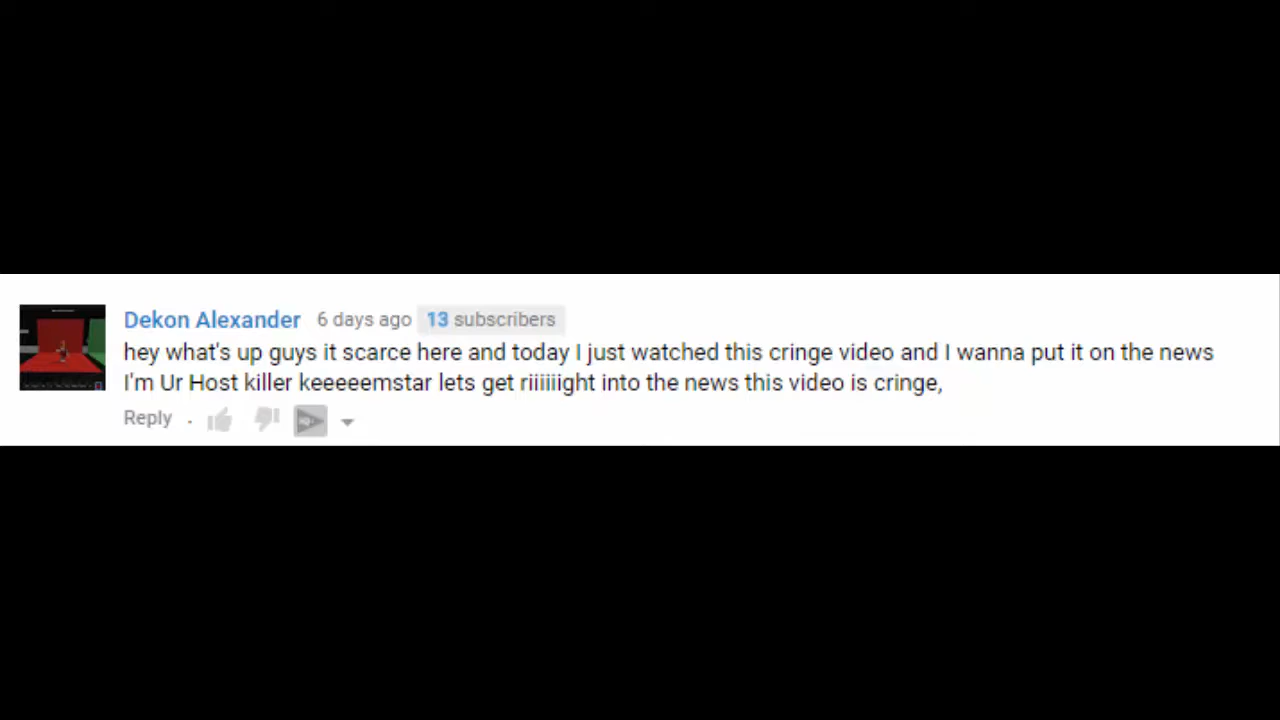 Dekon Alexander 6 days ago 13 subscribers
hey what's up guys it scarce here and today I just watched this cringe video and I wanna put it on the news
I'm Ur Host killer keeeeemstar lets get riiiiiight into the news this video is cringe,
Reply